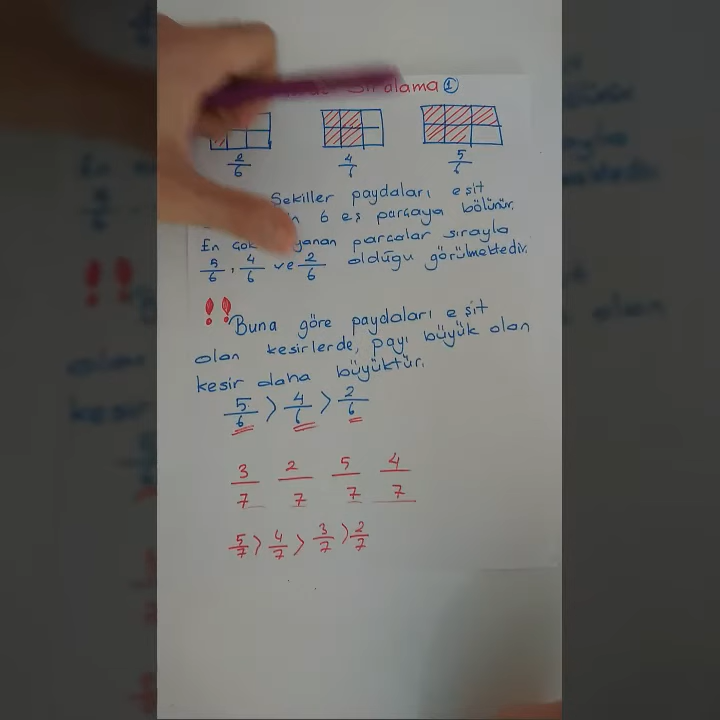 Sıralama ①
2/6 4/6 5/6
Şekiller paydaları eşit
6 eş parçaya bölünür.
En parçalar sırayla
5/6, 4/6 ve 2/6 olduğu görülmektedir.
!! Buna göre paydaları eşit
olan kesirlerde, payı büyük olan
kesir daha büyüktür.
5/6 > 4/6 > 2/6
3/7 2/7 5/7 4/7
5/7 > 4/7 > 3/7 > 2/7